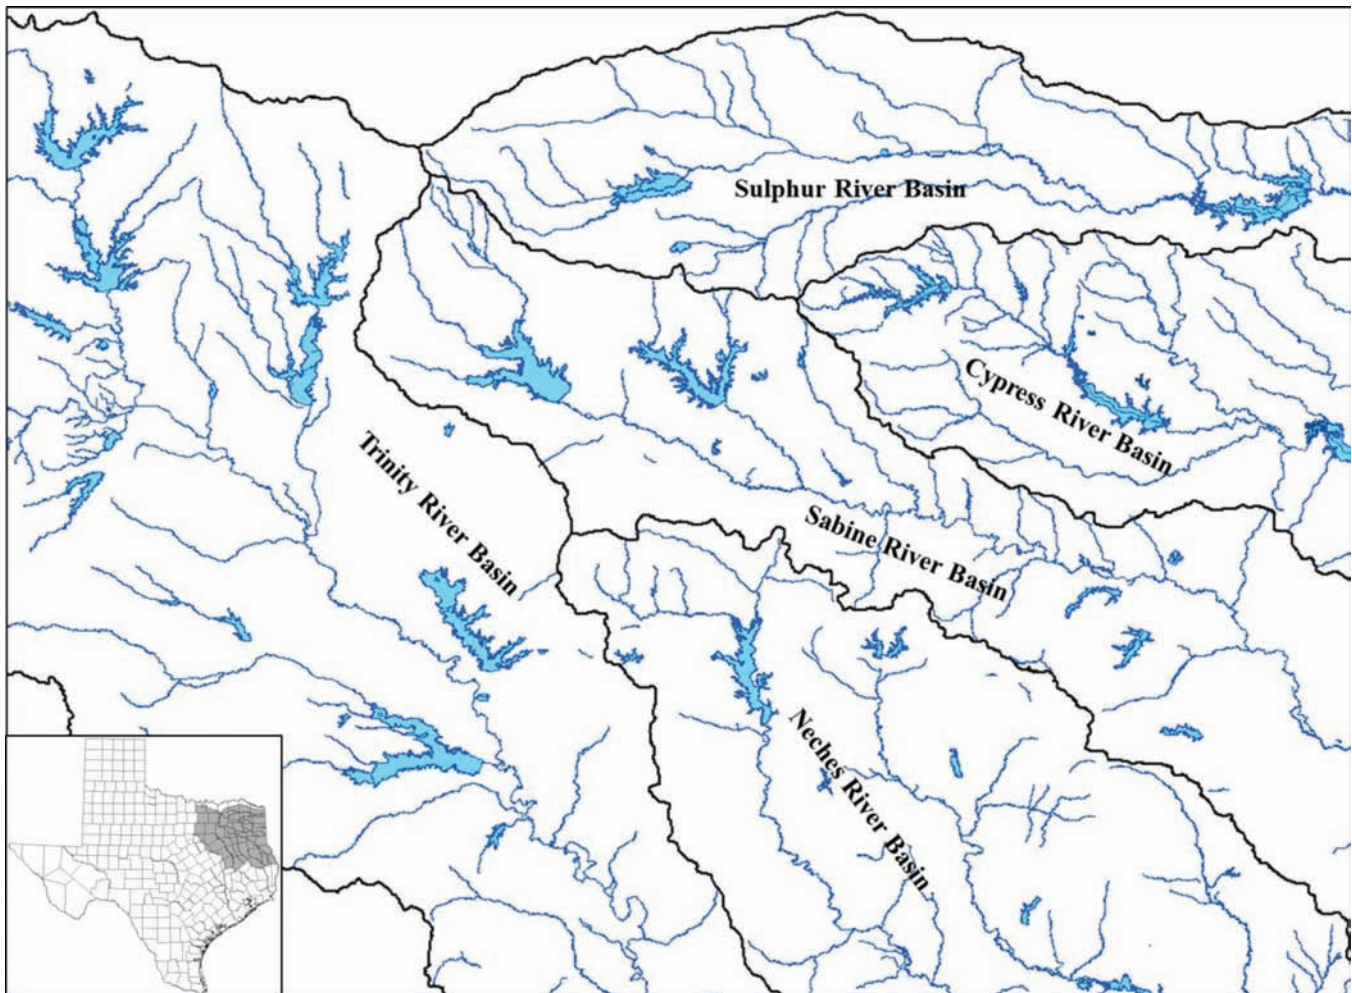 Sulphur River Basin
Cypress River Basin
Trinity River Basin
Sabine River Basin
Neches River Basin